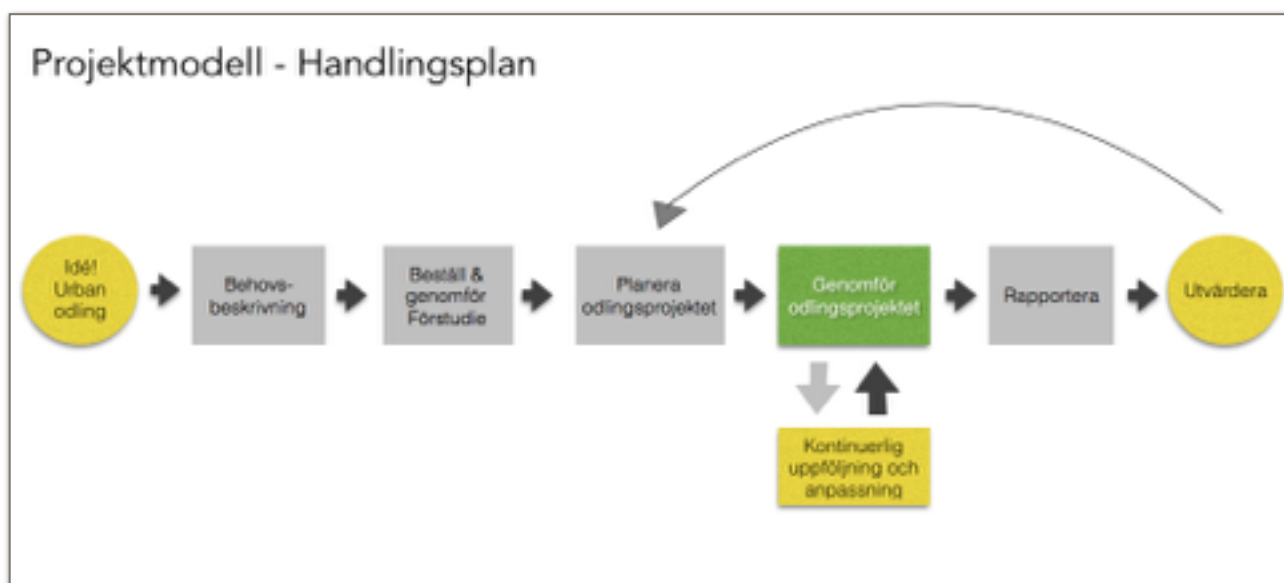 Projektmodell - Handlingsplan
Idé!
Urban
odling
Behovs-
beskrivning
Beställ &
genomför
Förstudie
Planera
odlingsprojektet
Genomför
odlingsprojektet
Rapportera
Utvärdera
Kontinuerlig
uppföljning och
anpassning